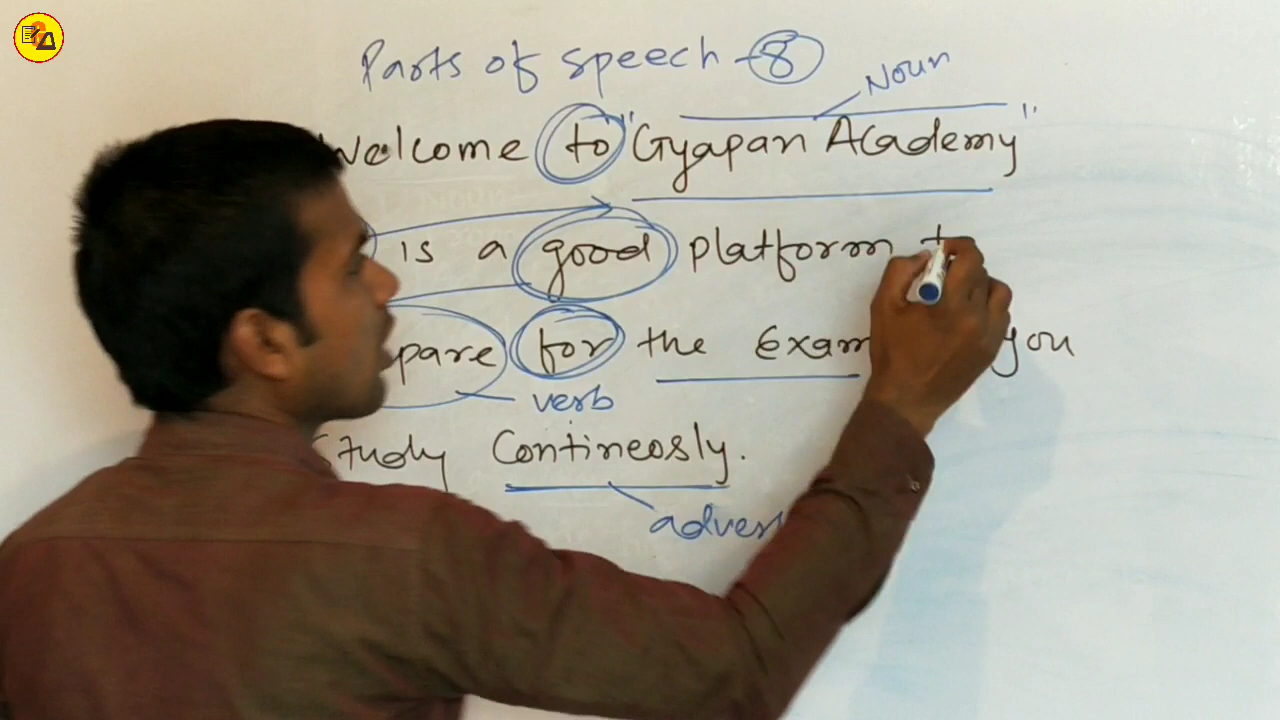 Parts of speech - 8
Noun
Welcome to "Gyapan Academy"
is a good platform
pare for the Exam you
verb
Study Contineosly.
adver